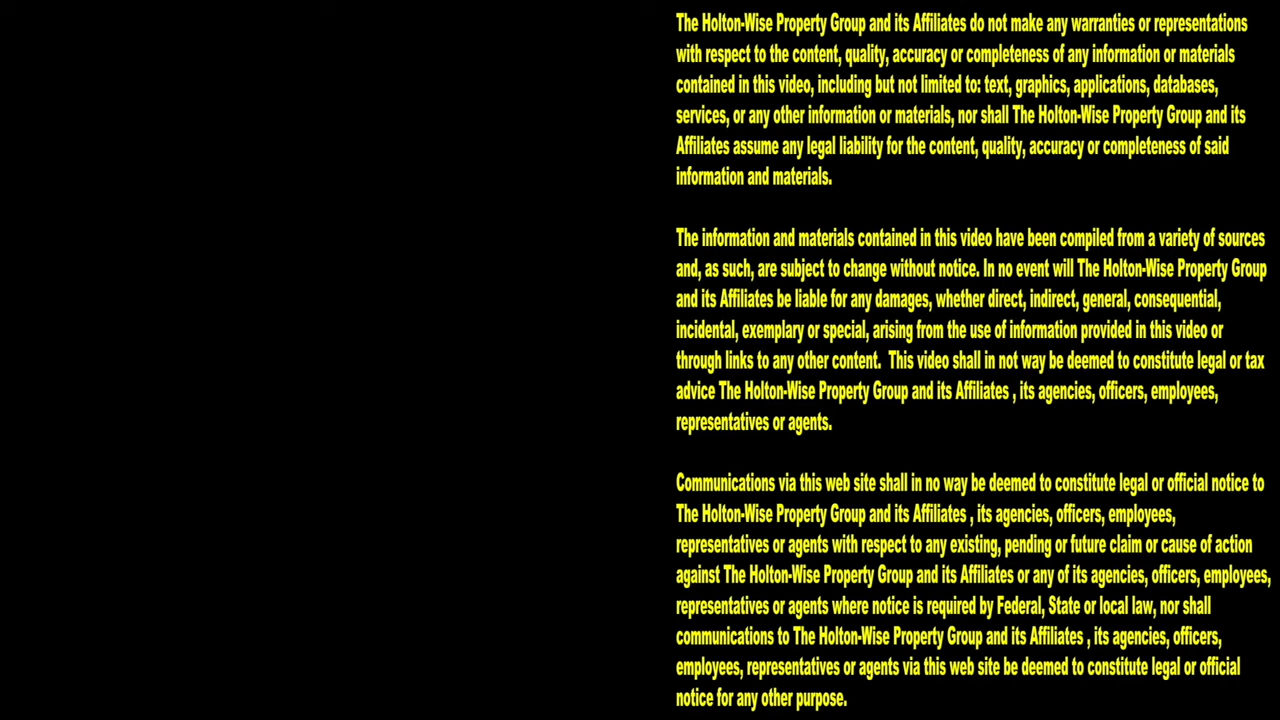 The Holton-Wise Property Group and its Affiliates do not make any warranties or representations
with respect to the content, quality, accuracy or completeness of any information or materials
contained in this video, including but not limited to: text, graphics, applications, databases,
services, or any other information or materials, nor shall The Holton-Wise Property Group and its
Affiliates assume any legal liability for the content, quality, accuracy or completeness of said
information and materials.
The information and materials contained in this video have been compiled from a variety of sources
and, as such, are subject to change without notice. In no event will The Holton-Wise Property Group
and its Affiliates be liable for any damages, whether direct, indirect, general, consequential,
incidental, exemplary or special, arising from the use of information provided in this video or
through links to any other content.  This video shall in not way be deemed to constitute legal or tax
advice The Holton-Wise Property Group and its Affiliates , its agencies, officers, employees,
representatives or agents.
Communications via this web site shall in no way be deemed to constitute legal or official notice to
The Holton-Wise Property Group and its Affiliates , its agencies, officers, employees,
representatives or agents with respect to any existing, pending or future claim or cause of action
against The Holton-Wise Property Group and its Affiliates or any of its agencies, officers, employees,
representatives or agents where notice is required by Federal, State or local law, nor shall
communications to The Holton-Wise Property Group and its Affiliates , its agencies, officers,
employees, representatives or agents via this web site be deemed to constitute legal or official
notice for any other purpose.